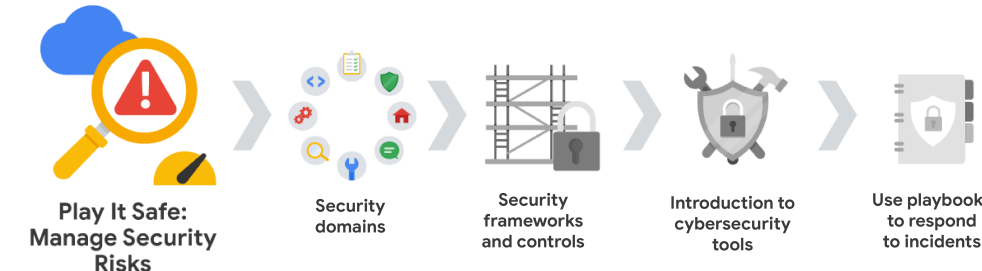 Play It Safe:
Manage Security
Risks
Security
domains
Security
frameworks
and controls
Introduction to
cybersecurity
tools
Use playbook
to respond
to incidents